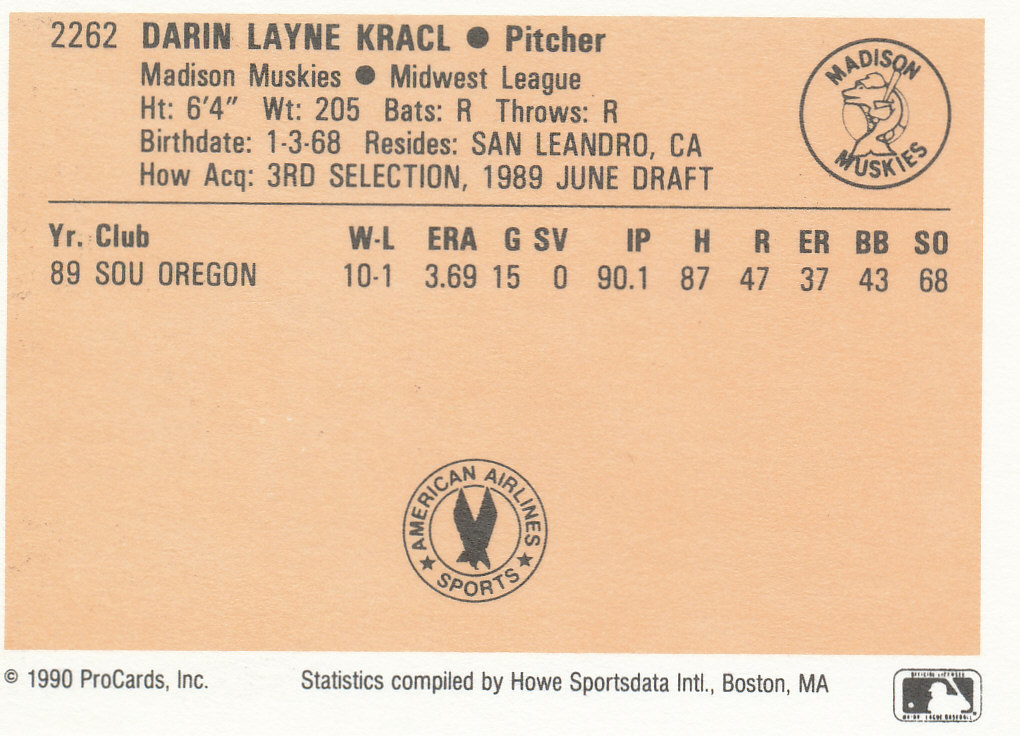 2262 DARIN LAYNE KRACL ● Pitcher
Madison Muskies ● Midwest League
Ht: 6'4" Wt: 205 Bats: R Throws: R
Birthdate: 1-3-68 Resides: SAN LEANDRO, CA
How Acq: 3RD SELECTION, 1989 JUNE DRAFT
MADISON
MUSKIES
Yr. Club W-L ERA G SV IP H R ER BB SO
89 SOU OREGON 10-1 3.69 15 0 90.1 87 47 37 43 68
AMERICAN AIRLINES
★ SPORTS ★
© 1990 ProCards, Inc. Statistics compiled by Howe Sportsdata Intl., Boston, MA